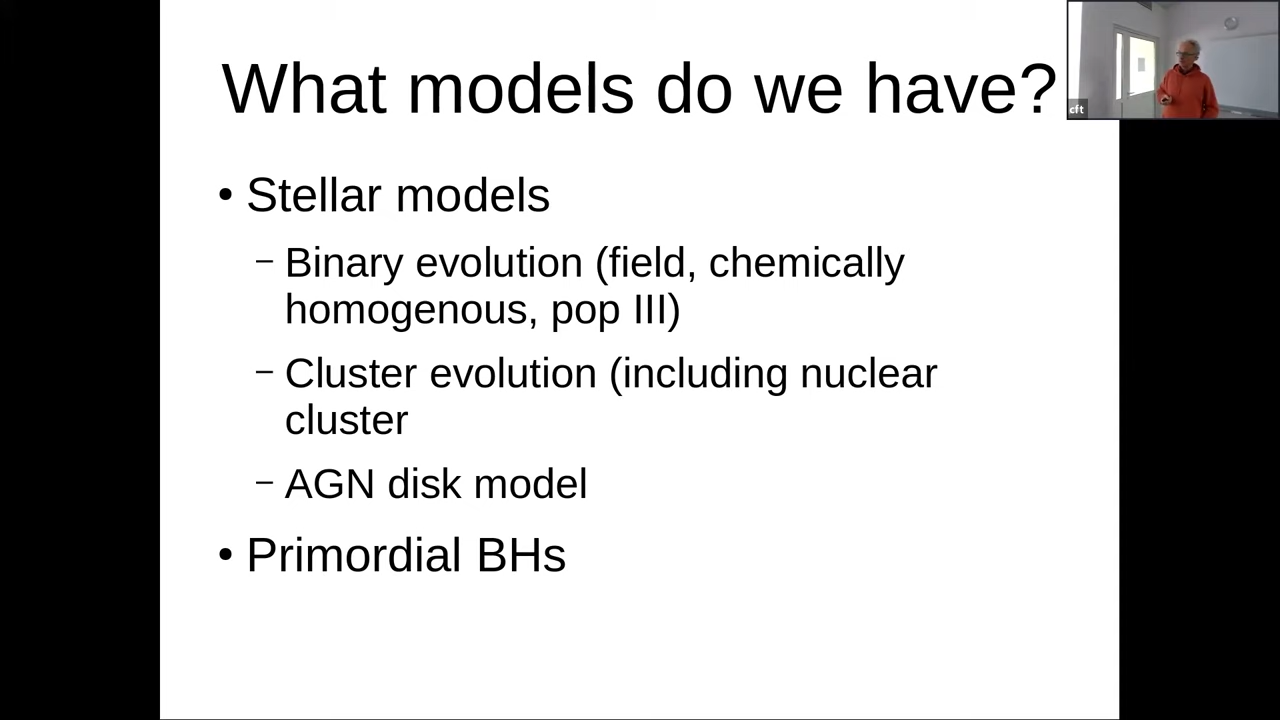 What models do we have?
cft
• Stellar models
– Binary evolution (field, chemically
homogenous, pop III)
– Cluster evolution (including nuclear
cluster
– AGN disk model
• Primordial BHs